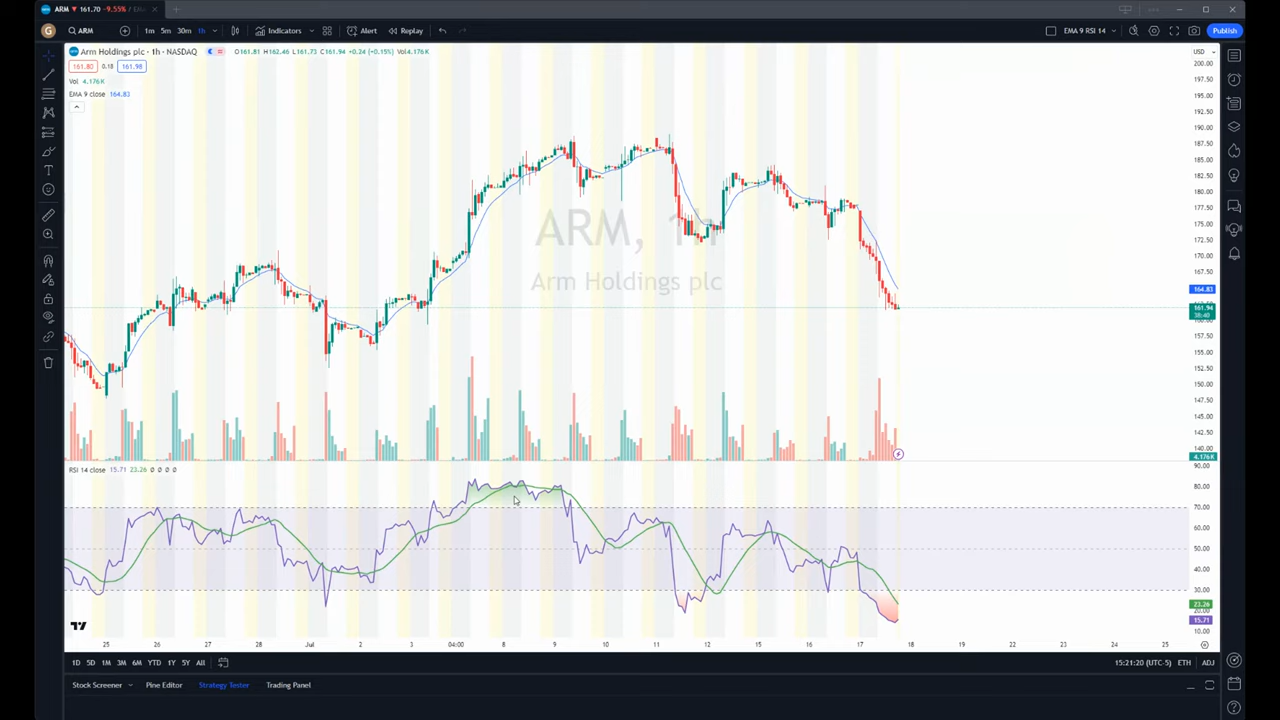 ARM ▼ 161.70 -9.55% / EMA
G ARM 1m 5m 30m 1h Indicators Alert Replay EMA 9 RSI 14 Publish
Arm Holdings plc · 1h · NASDAQ O161.81 H162.46 L161.73 C161.94 +0.24 (+0.15%) Vol4.176K
161.80 0.18 161.98
Vol 4.176K
EMA 9 close 164.83
ARM, 1h
Arm Holdings plc
USD
200.00
197.50
195.00
192.50
190.00
187.50
185.00
182.50
180.00
177.50
175.00
172.50
170.00
167.50
164.83
161.94
38:40
157.50
155.00
152.50
150.00
147.50
145.00
142.50
140.00
4.176K
RSI 14 close 15.71 23.26 ∅ ∅ ∅ ∅
90.00
80.00
70.00
60.00
50.00
40.00
30.00
23.26
20.00
15.71
10.00
25 26 27 28 Jul 2 3 04:00 8 9 10 11 12 15 16 17 18 19 22 23 24 25
1D 5D 1M 3M 6M YTD 1Y 5Y All 15:21:20 (UTC-5) ETH ADJ
Stock Screener Pine Editor Strategy Tester Trading Panel